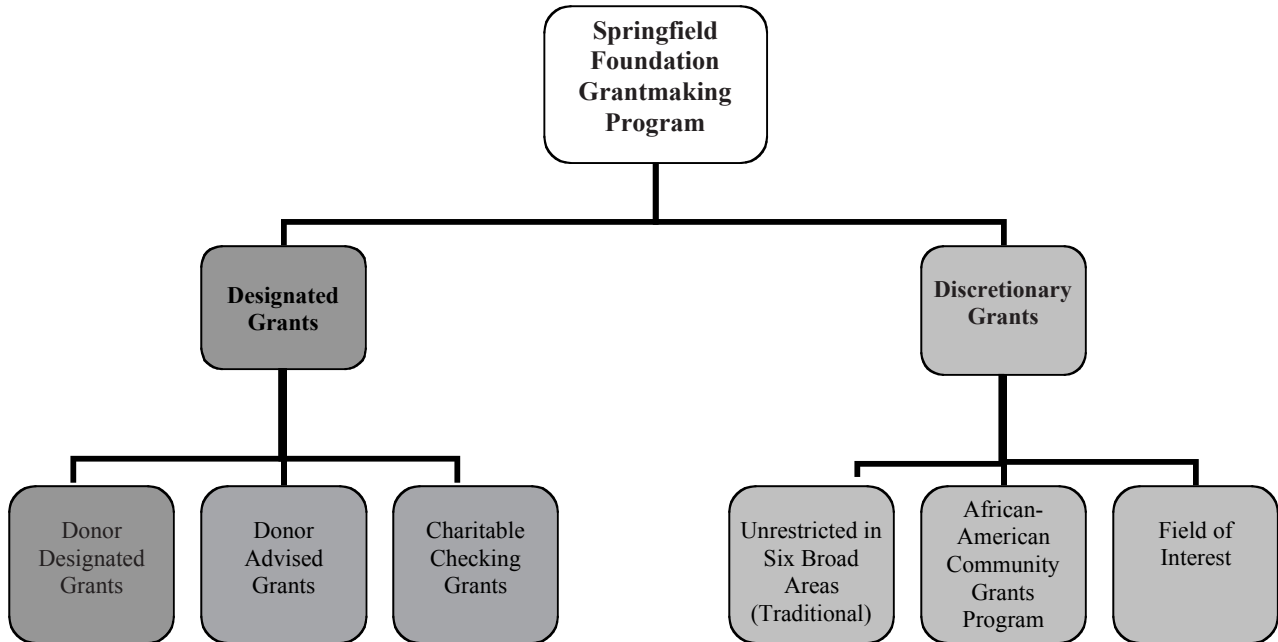 Springfield
Foundation
Grantmaking
Program
Designated
Grants
Discretionary
Grants
Donor
Designated
Grants
Donor
Advised
Grants
Charitable
Checking
Grants
Unrestricted in
Six Broad
Areas
(Traditional)
African-
American
Community
Grants
Program
Field of
Interest